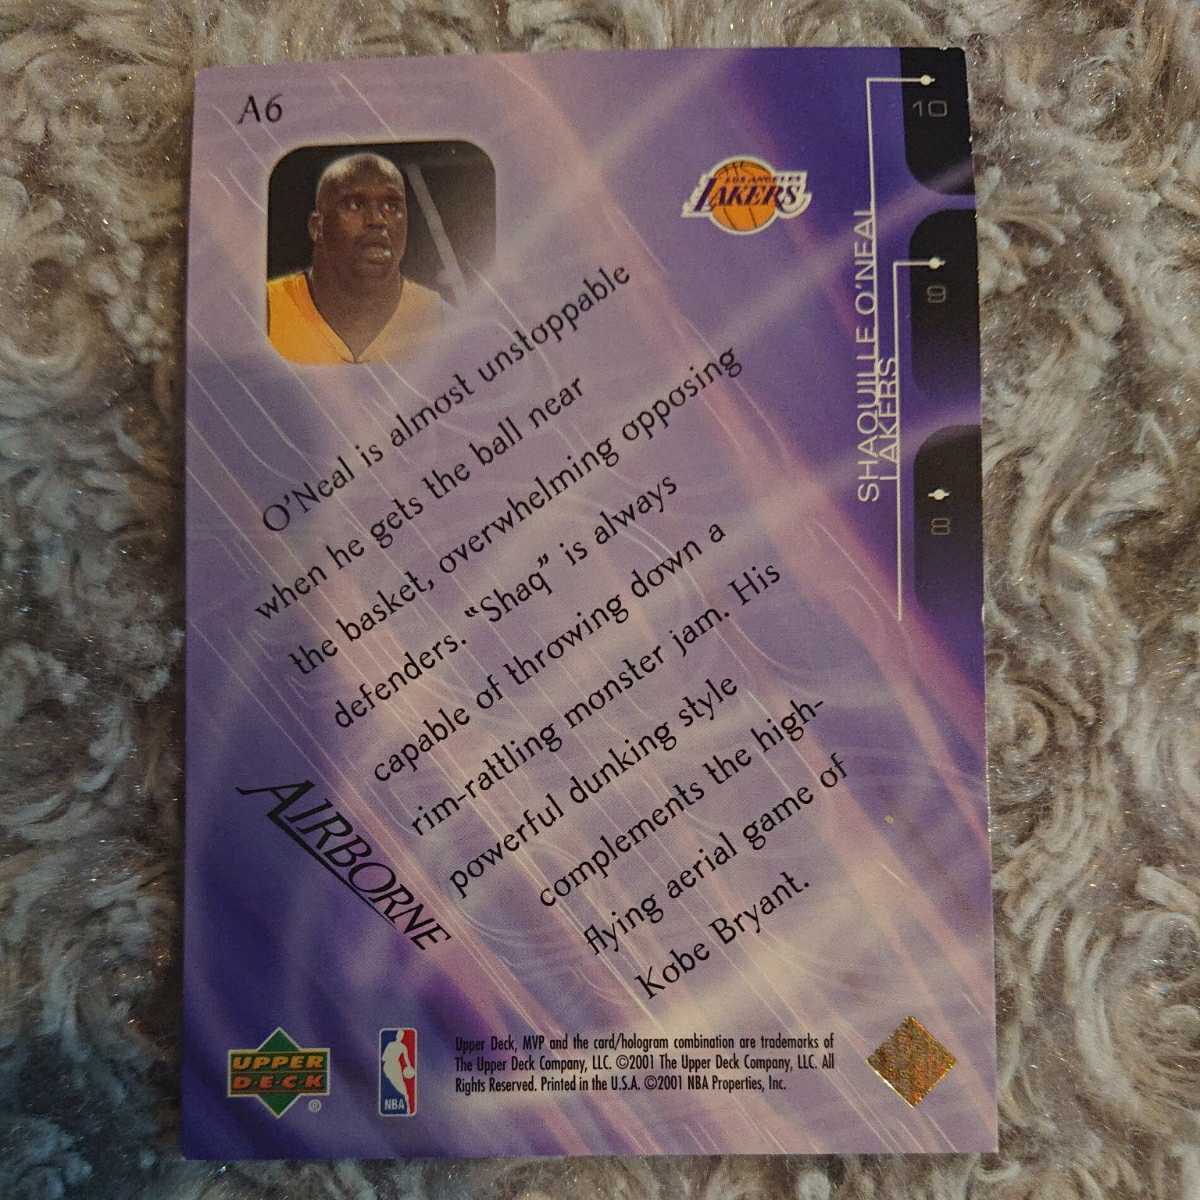 A6
LOS ANGELES
LAKERS
10
9
8
SHAQUILLE O'NEAL
LAKERS
O'Neal is almost unstoppable
when he gets the ball near
the basket, overwhelming opposing
defenders. “Shaq” is always
capable of throwing down a
rim-rattling monster jam. His
powerful dunking style
complements the high-
flying aerial game of
Kobe Bryant.
AIRBORNE
UPPER
DECK
®
NBA
Upper Deck, MVP and the card/hologram combination are trademarks of
The Upper Deck Company, LLC. ©2001 The Upper Deck Company, LLC. All
Rights Reserved. Printed in the U.S.A. ©2001 NBA Properties, Inc.